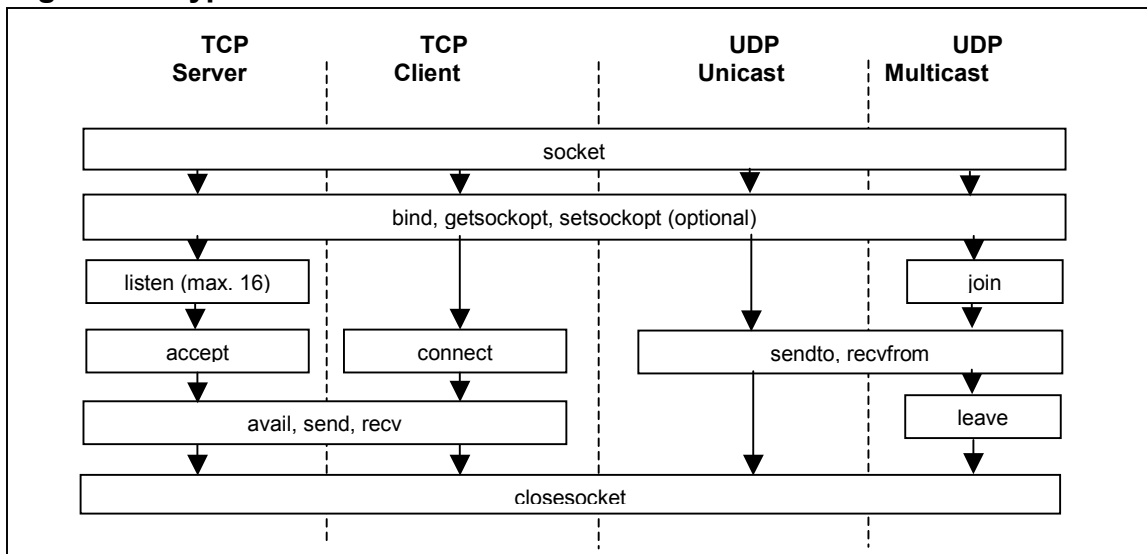 TCP Server
TCP Client
UDP Unicast
UDP Multicast
socket
bind, getsockopt, setsockopt (optional)
listen (max. 16)
join
accept
connect
sendto, recvfrom
avail, send, recv
leave
closesocket